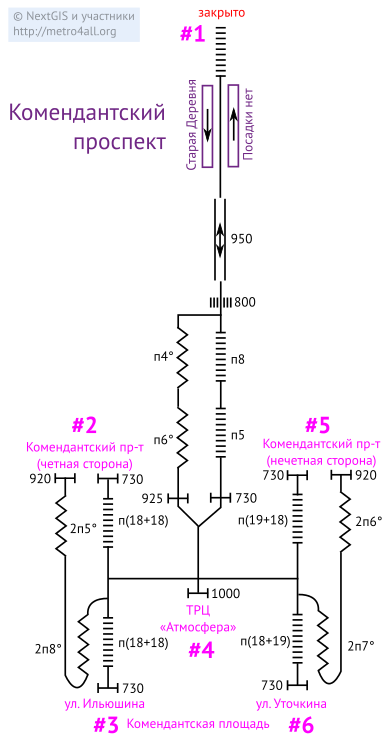 © NextGIS и участники
http://metro4all.org
закрыто
#1
Комендантский
проспект
Старая Деревня
Посадки нет
950
800
п4°
п8
п6°
п5
#2
Комендантский пр-т
(четная сторона)
#5
Комендантский пр-т
(нечетная сторона)
920
730
730
920
925
730
2п5°
п(18+18)
п(19+18)
2п6°
1000
ТРЦ
«Атмосфера»
#4
2п8°
п(18+18)
п(18+19)
2п7°
730
730
ул. Ильюшина
ул. Уточкина
#3
Комендантская площадь
#6